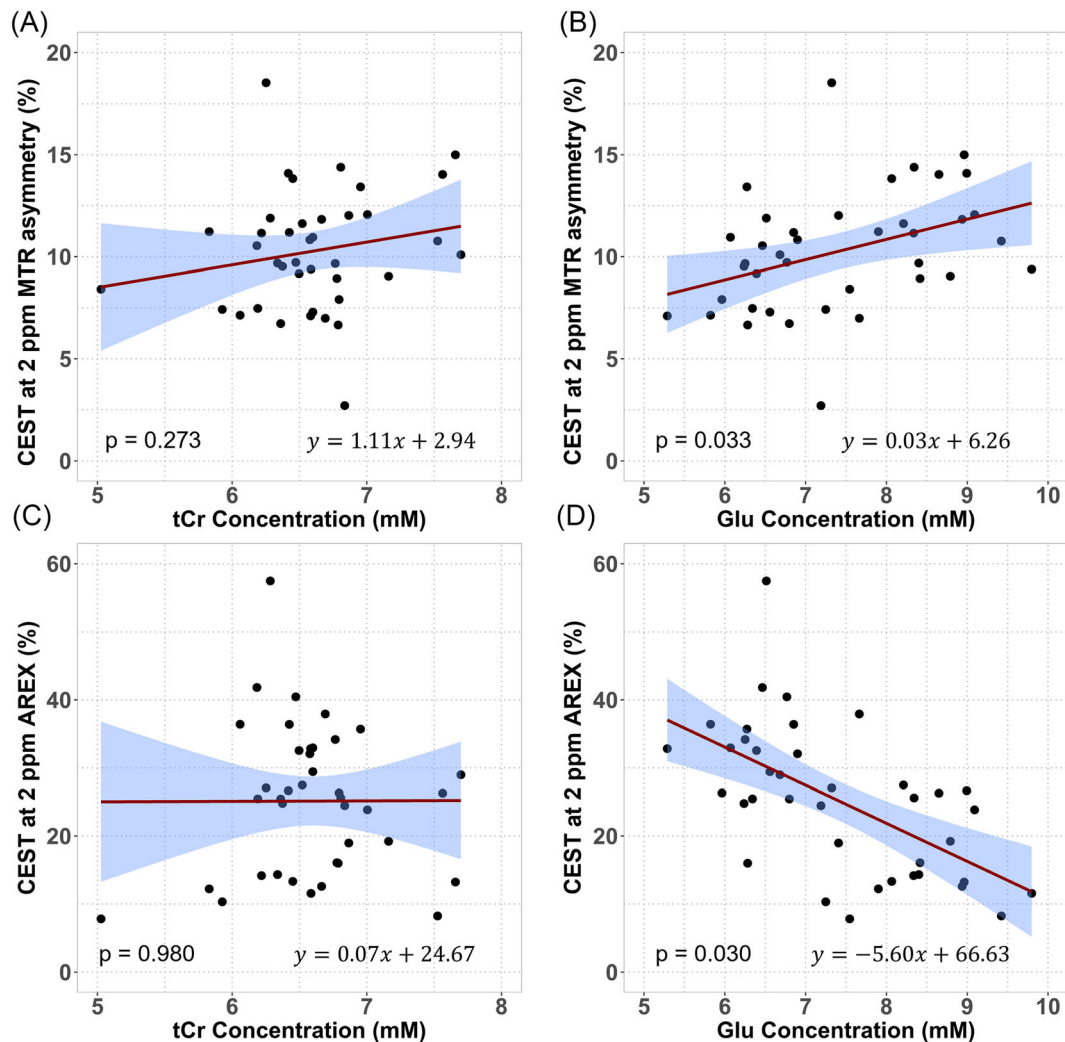 (A)
CEST at 2 ppm MTR asymmetry (%)
20
15
10
5
0
p = 0.273
y = 1.11x + 2.94
5
6
7
8
tCr Concentration (mM)
(B)
CEST at 2 ppm MTR asymmetry (%)
20
15
10
5
0
p = 0.033
y = 0.03x + 6.26
5
6
7
8
9
10
Glu Concentration (mM)
(C)
CEST at 2 ppm AREX (%)
60
40
20
0
p = 0.980
y = 0.07x + 24.67
5
6
7
8
tCr Concentration (mM)
(D)
CEST at 2 ppm AREX (%)
60
40
20
0
p = 0.030
y = −5.60x + 66.63
5
6
7
8
9
10
Glu Concentration (mM)